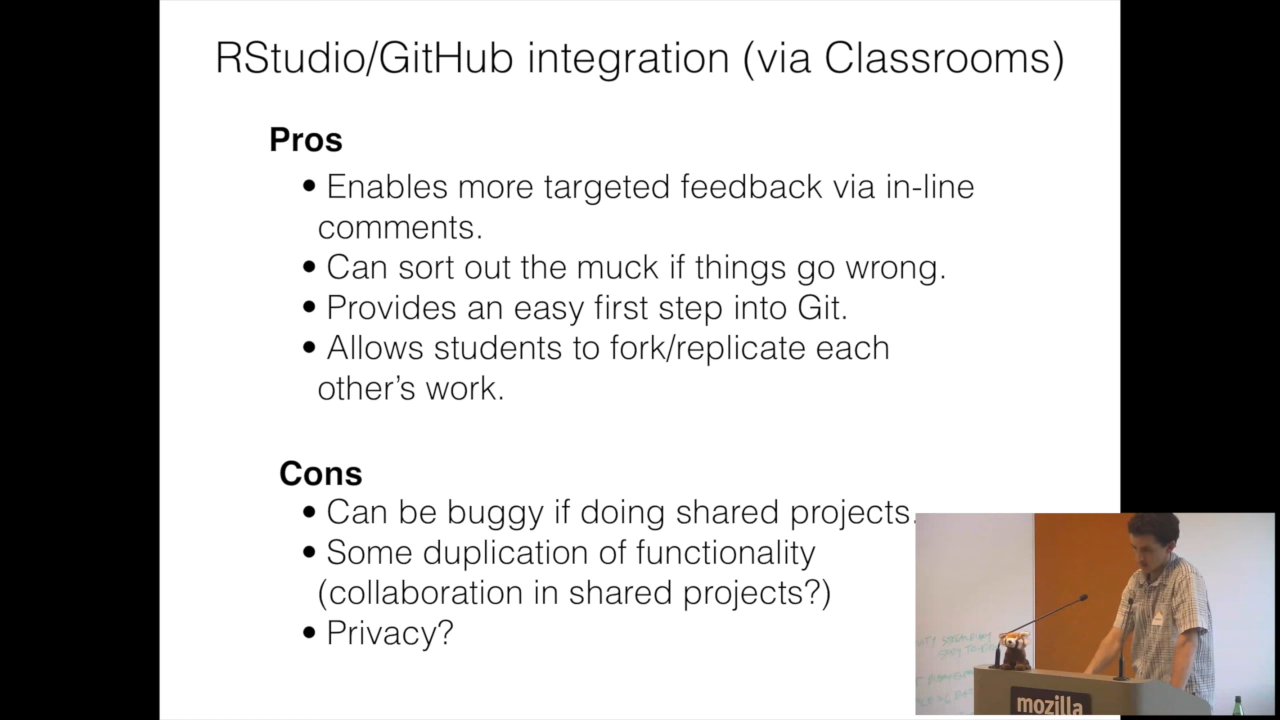 RStudio/GitHub integration (via Classrooms)
Pros
• Enables more targeted feedback via in-line
comments.
• Can sort out the muck if things go wrong.
• Provides an easy first step into Git.
• Allows students to fork/replicate each
other’s work.
Cons
• Can be buggy if doing shared projects.
• Some duplication of functionality
(collaboration in shared projects?)
• Privacy?
mozilla